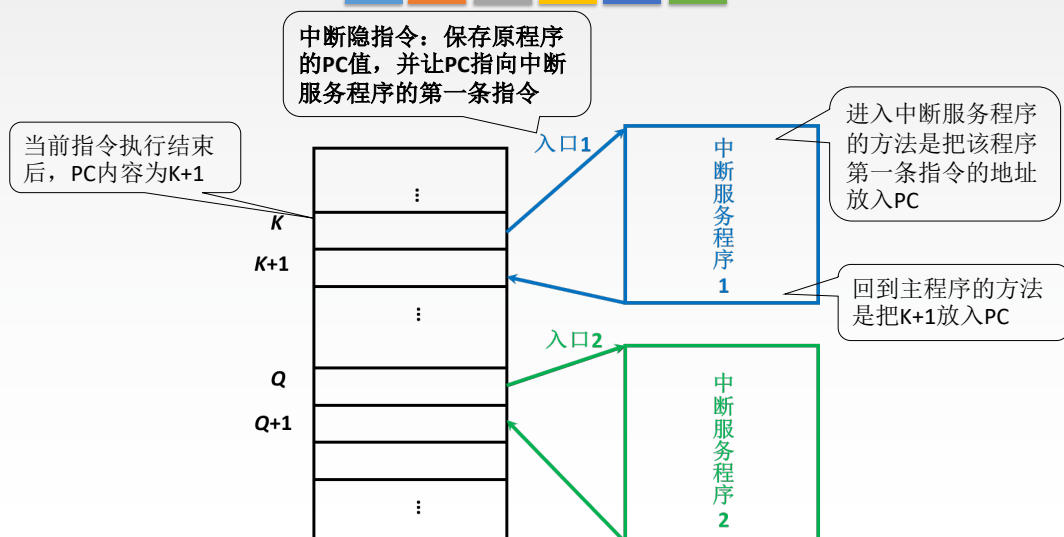 中断隐指令：保存原程序
的PC值，并让PC指向中断
服务程序的第一条指令
当前指令执行结束
后，PC内容为K+1
入口1
中断服务程序1
进入中断服务程序
的方法是把该程序
第一条指令的地址
放入PC
⋮
K
K+1
⋮
回到主程序的方法
是把K+1放入PC
入口2
中断服务程序2
Q
Q+1
⋮